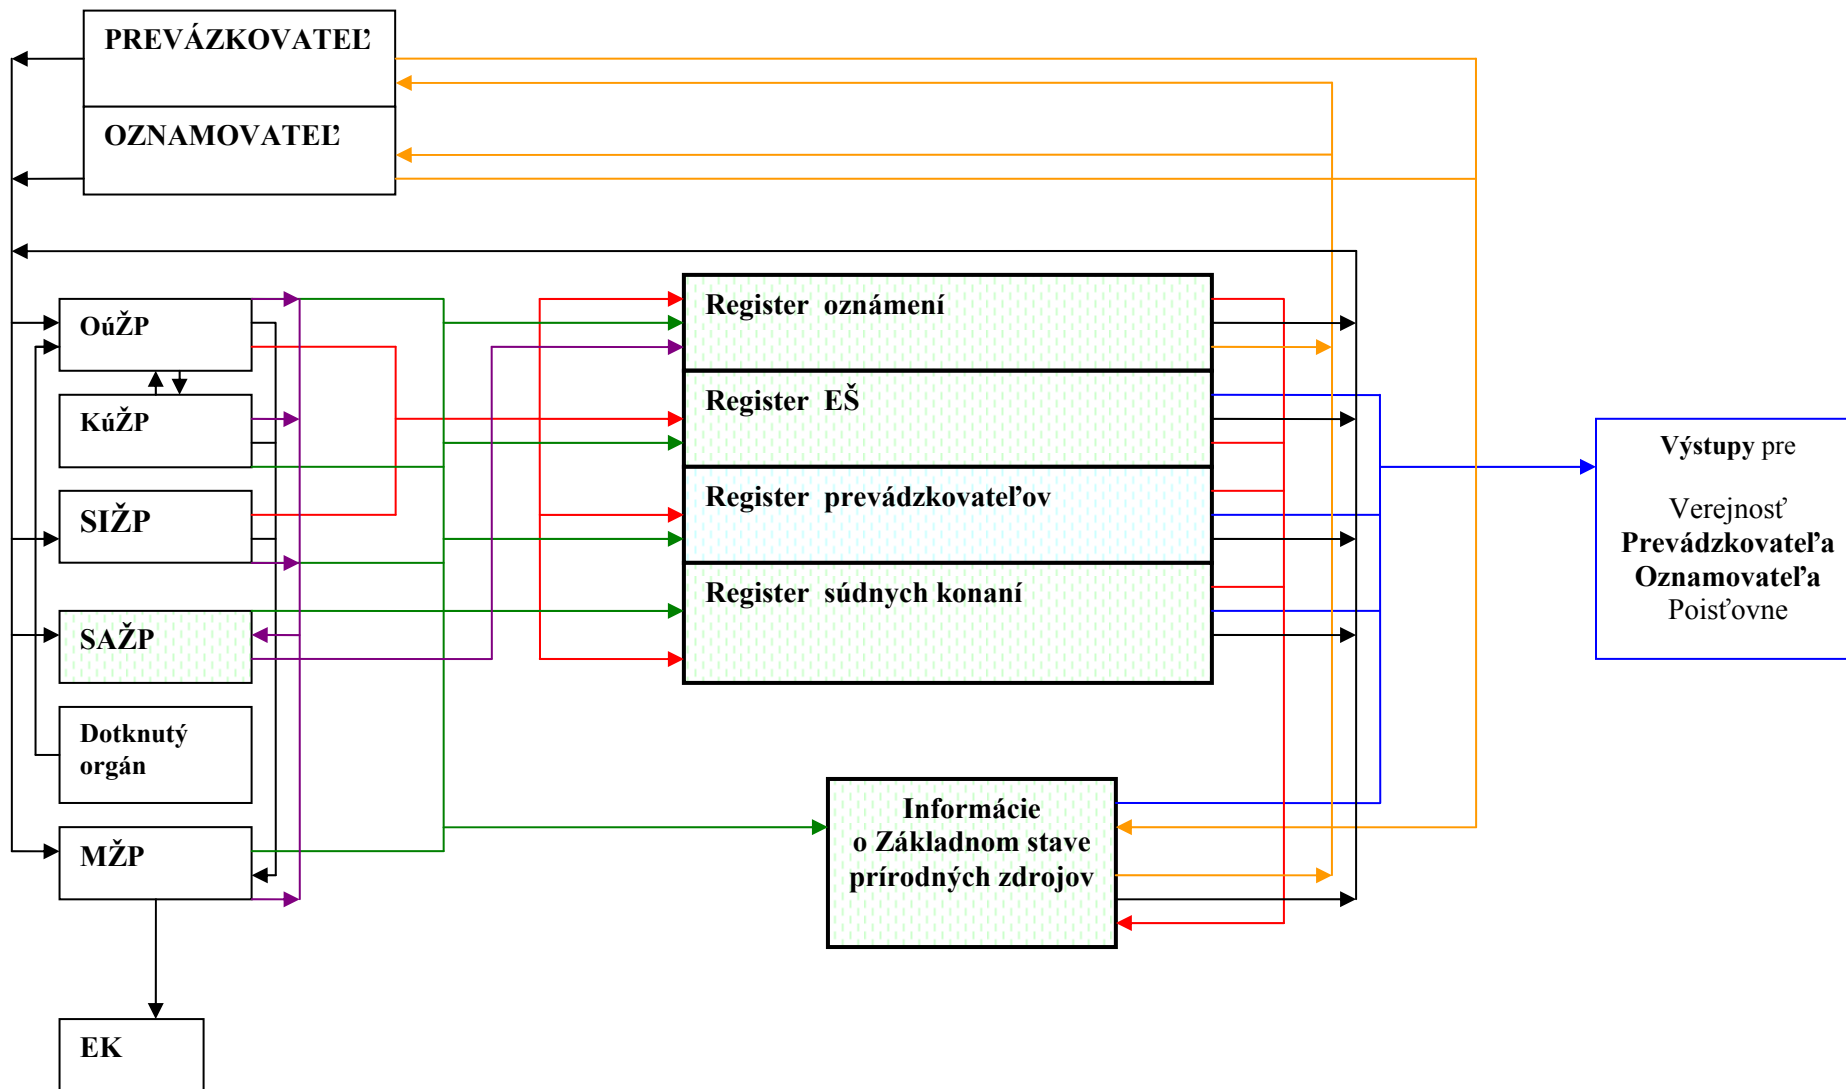 PREVÁZKOVATEĽ
OZNAMOVATEĽ
OúŽP
KúŽP
SIŽP
SAŽP
Dotknutý
orgán
MŽP
EK
Register oznámení
Register EŠ
Register prevádzkovateľov
Register súdnych konaní
Informácie
o Základnom stave
prírodných zdrojov
Výstupy pre
Verejnosť
Prevádzkovateľa
Oznamovateľa
Poisťovne